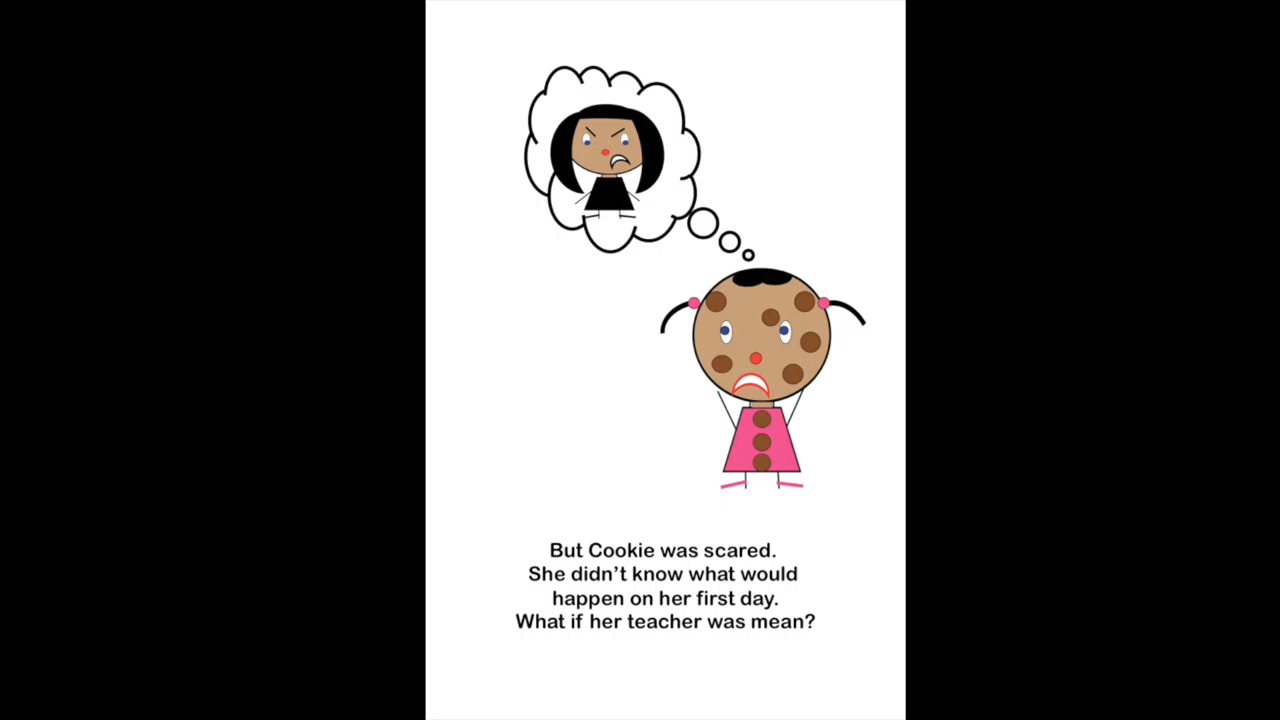 But Cookie was scared.
She didn’t know what would
happen on her first day.
What if her teacher was mean?